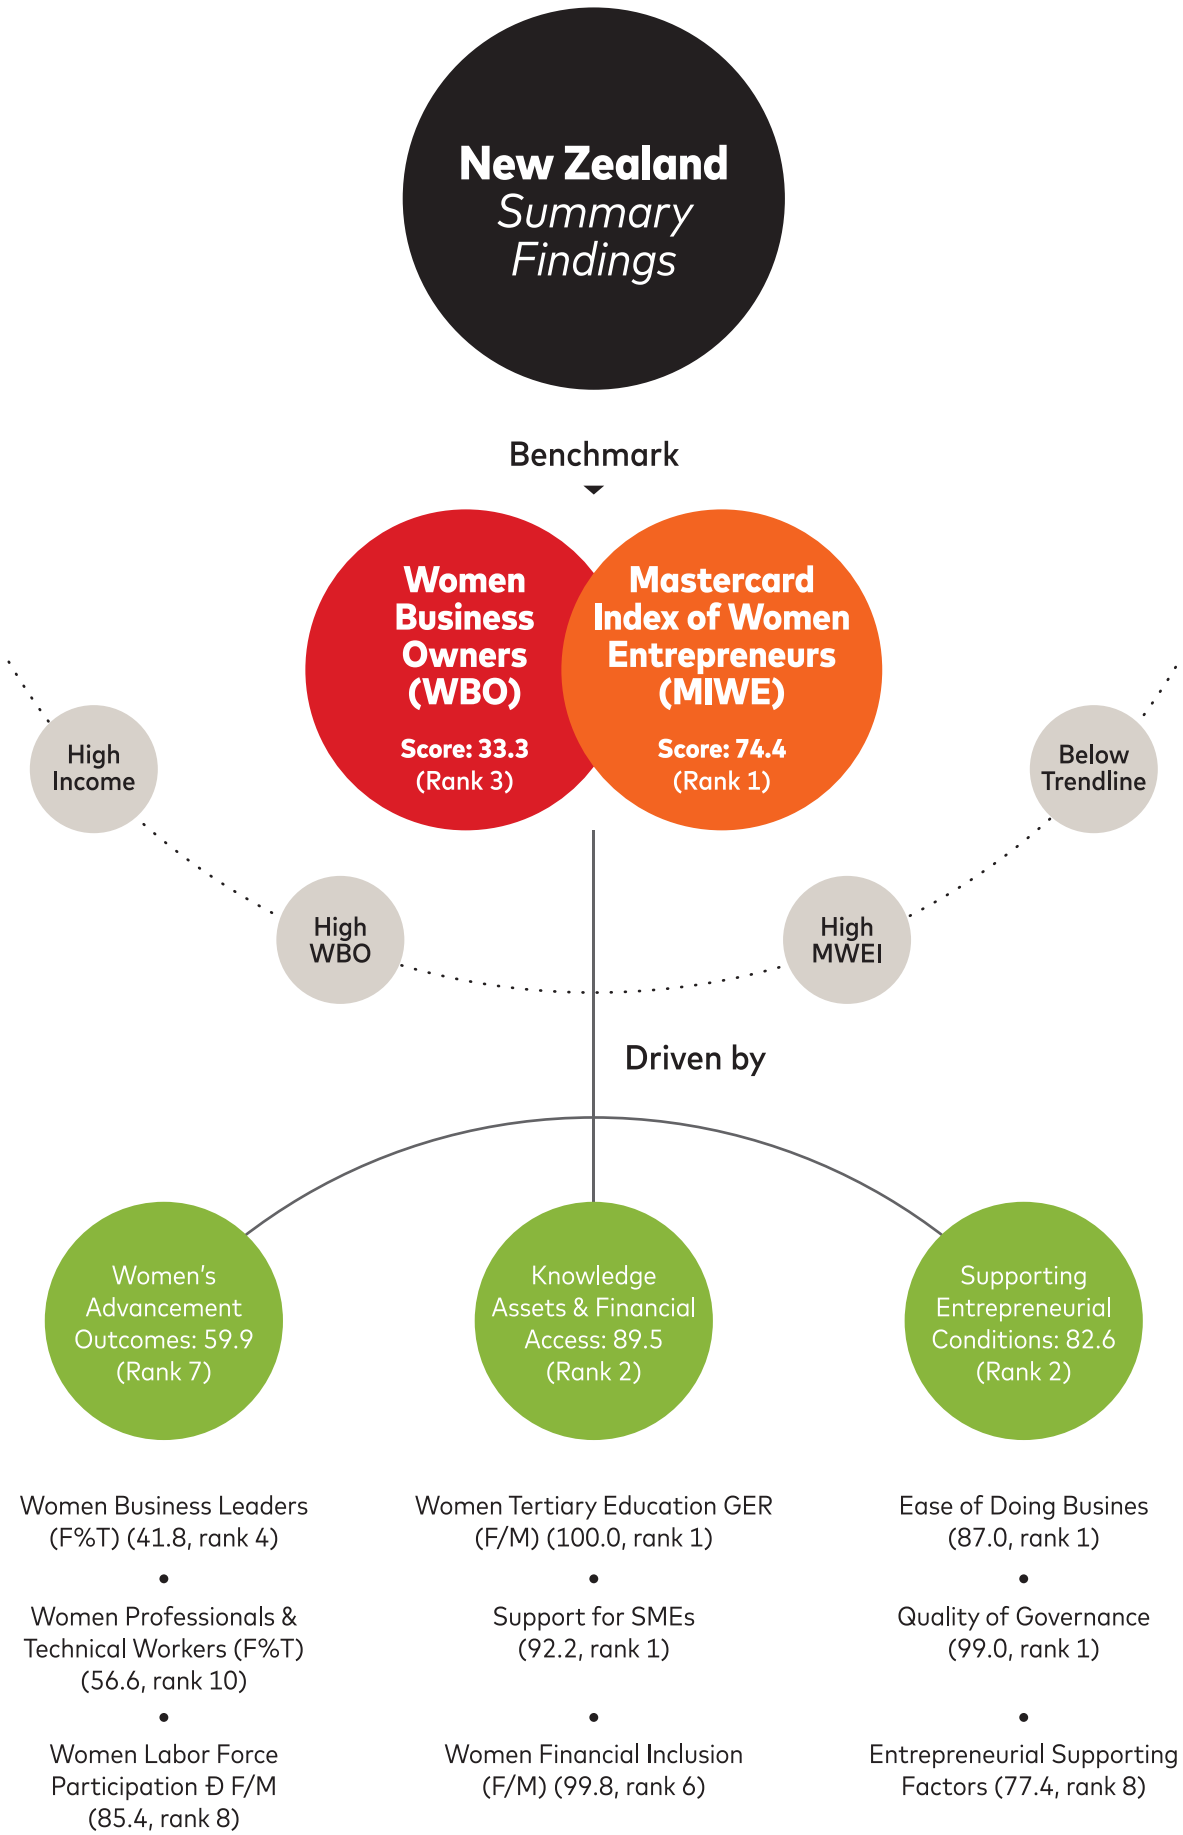 New Zealand
Summary
Findings
Benchmark
Women
Business
Owners
(WBO)
Score: 33.3
(Rank 3)
Mastercard
Index of Women
Entrepreneurs
(MIWE)
Score: 74.4
(Rank 1)
High
Income
High
WBO
High
MWEI
Below
Trendline
Driven by
Women's
Advancement
Outcomes: 59.9
(Rank 7)
Knowledge
Assets & Financial
Access: 89.5
(Rank 2)
Supporting
Entrepreneurial
Conditions: 82.6
(Rank 2)
Women Business Leaders
(F%T) (41.8, rank 4)
•
Women Professionals &
Technical Workers (F%T)
(56.6, rank 10)
•
Women Labor Force
Participation Đ F/M
(85.4, rank 8)
Women Tertiary Education GER
(F/M) (100.0, rank 1)
•
Support for SMEs
(92.2, rank 1)
•
Women Financial Inclusion
(F/M) (99.8, rank 6)
Ease of Doing Busines
(87.0, rank 1)
•
Quality of Governance
(99.0, rank 1)
•
Entrepreneurial Supporting
Factors (77.4, rank 8)